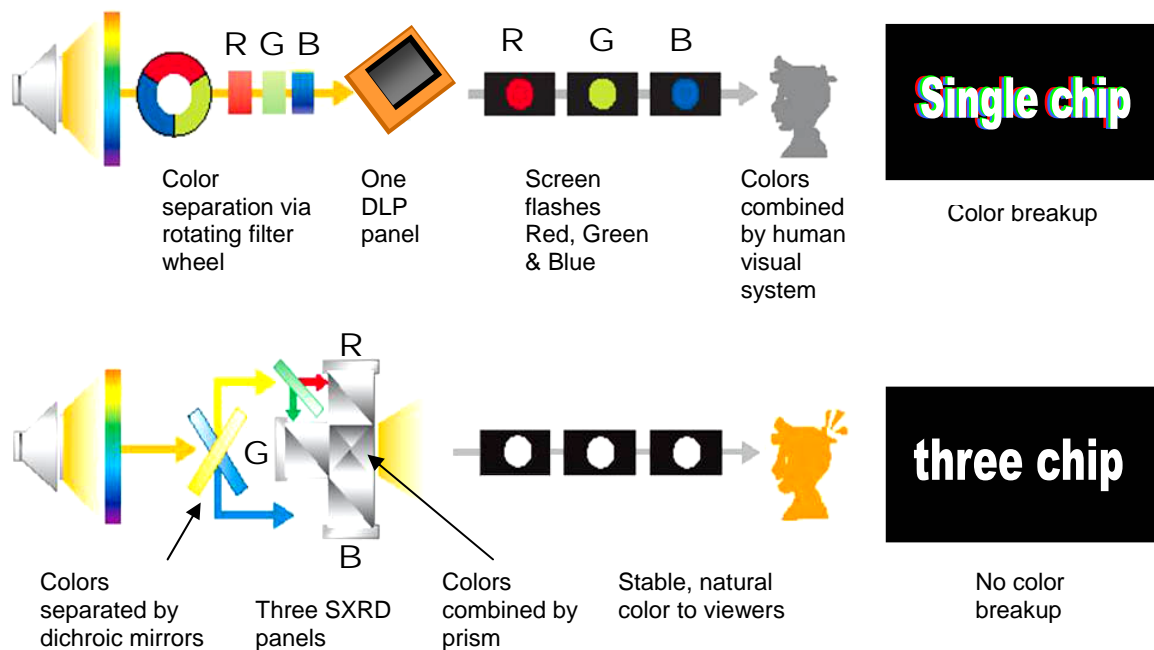 R G B
R G B
Single chip
Color
separation via
rotating filter
wheel
One
DLP
panel
Screen
flashes
Red, Green
& Blue
Colors
combined
by human
visual
system
Color breakup
R
G
B
three chip
Colors
separated by
dichroic mirrors
Three SXRD
panels
Colors
combined by
prism
Stable, natural
color to viewers
No color
breakup